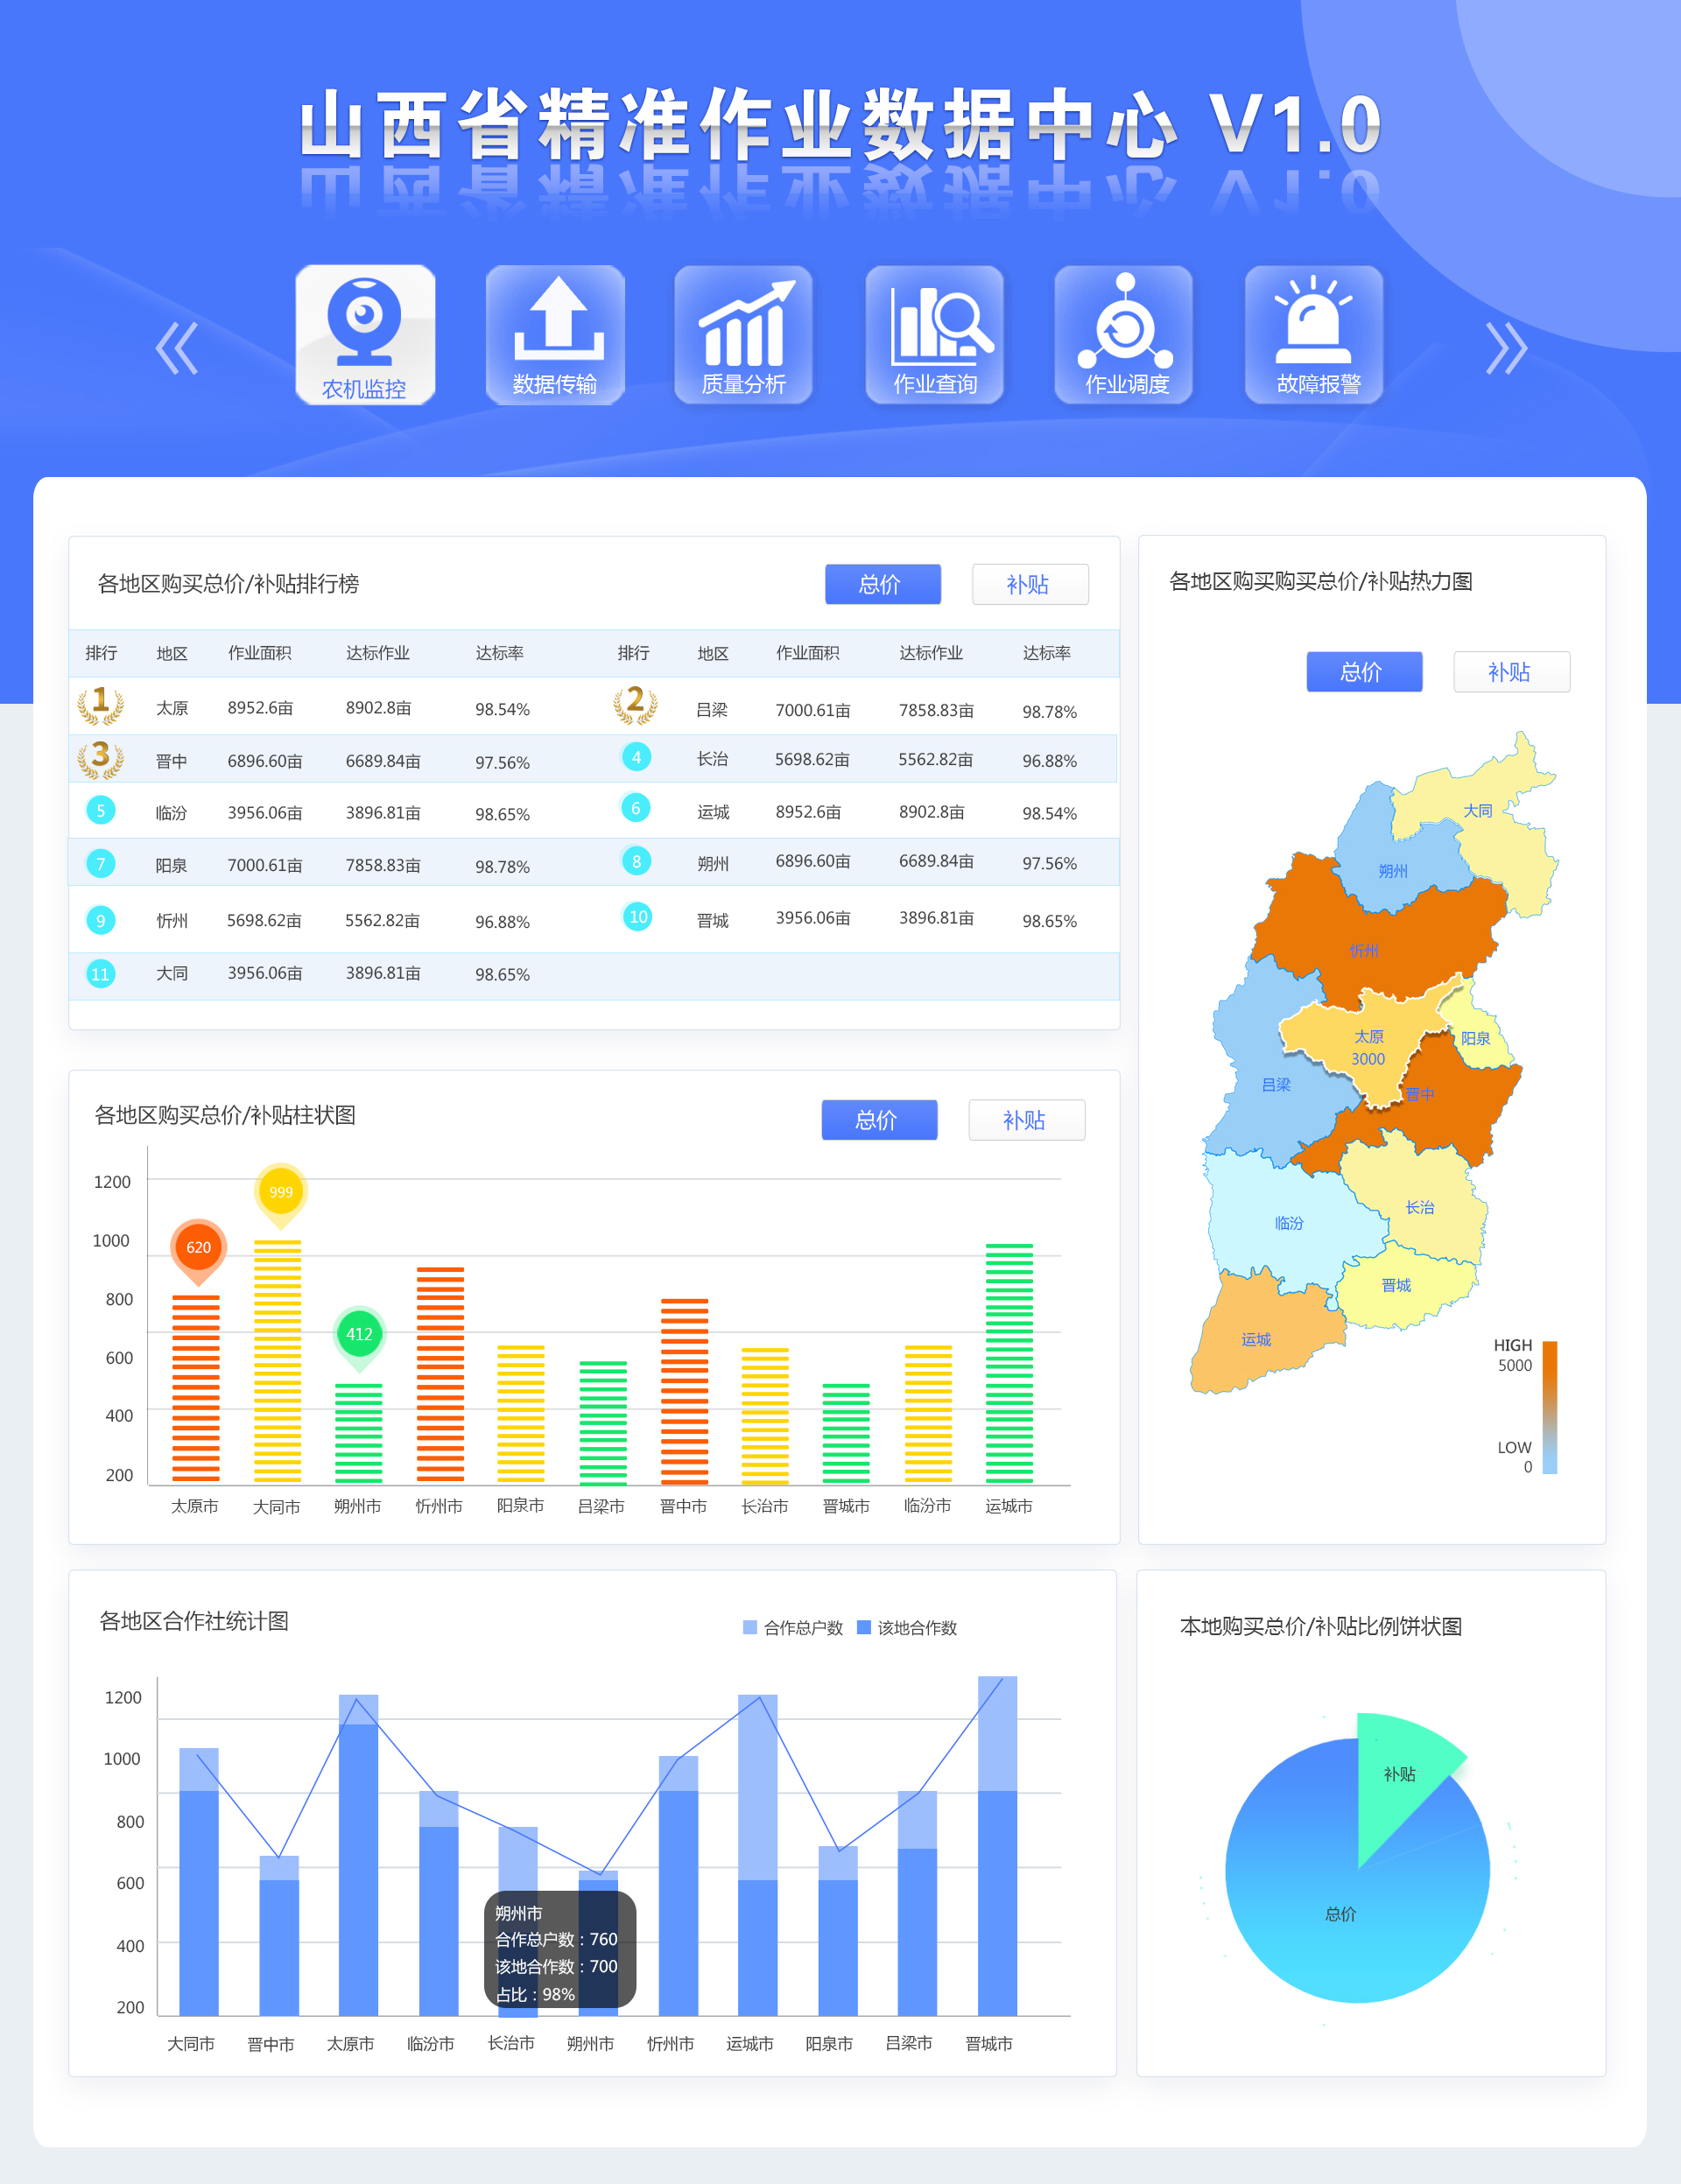 山西省精准作业数据中心 V1.0
农机监控 数据传输 质量分析 作业查询 作业调度 故障报警
各地区购买总价/补贴排行榜 总价 补贴
排行 地区 作业面积 达标作业 达标率 排行 地区 作业面积 达标作业 达标率
1 太原 8952.6亩 8902.8亩 98.54% 2 吕梁 7000.61亩 7858.83亩 98.78%
3 晋中 6896.60亩 6689.84亩 97.56% 4 长治 5698.62亩 5562.82亩 96.88%
5 临汾 3956.06亩 3896.81亩 98.65% 6 运城 8952.6亩 8902.8亩 98.54%
7 阳泉 7000.61亩 7858.83亩 98.78% 8 朔州 6896.60亩 6689.84亩 97.56%
9 忻州 5698.62亩 5562.82亩 96.88% 10 晋城 3956.06亩 3896.81亩 98.65%
11 大同 3956.06亩 3896.81亩 98.65%
各地区购买购买总价/补贴热力图
总价 补贴
大同
朔州
忻州
太原
3000
阳泉
吕梁
晋中
长治
临汾
晋城
运城
HIGH
5000
LOW
0
各地区购买总价/补贴柱状图 总价 补贴
1200
1000
800
600
400
200
620
999
412
太原市 大同市 朔州市 忻州市 阳泉市 吕梁市 晋中市 长治市 晋城市 临汾市 运城市
各地区合作社统计图 合作总户数 该地合作数
1200
1000
800
600
400
200
朔州市
合作总户数：760
该地合作数：700
占比：98%
大同市 晋中市 太原市 临汾市 长治市 朔州市 忻州市 运城市 阳泉市 吕梁市 晋城市
本地购买总价/补贴比例饼状图
补贴
总价